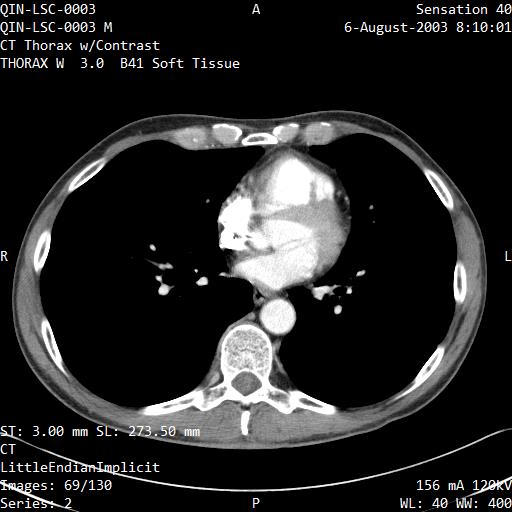 QIN-LSC-0003
A
Sensation 40
QIN-LSC-0003 M
6-August-2003 8:10:01
CT Thorax w/Contrast
THORAX W 3.0 B41 Soft Tissue
R
L
ST: 3.00 mm SL: 273.50 mm
CT
LittleEndianImplicit
Images: 69/130
156 mA 120kV
Series: 2
P
WL: 40 WW: 400